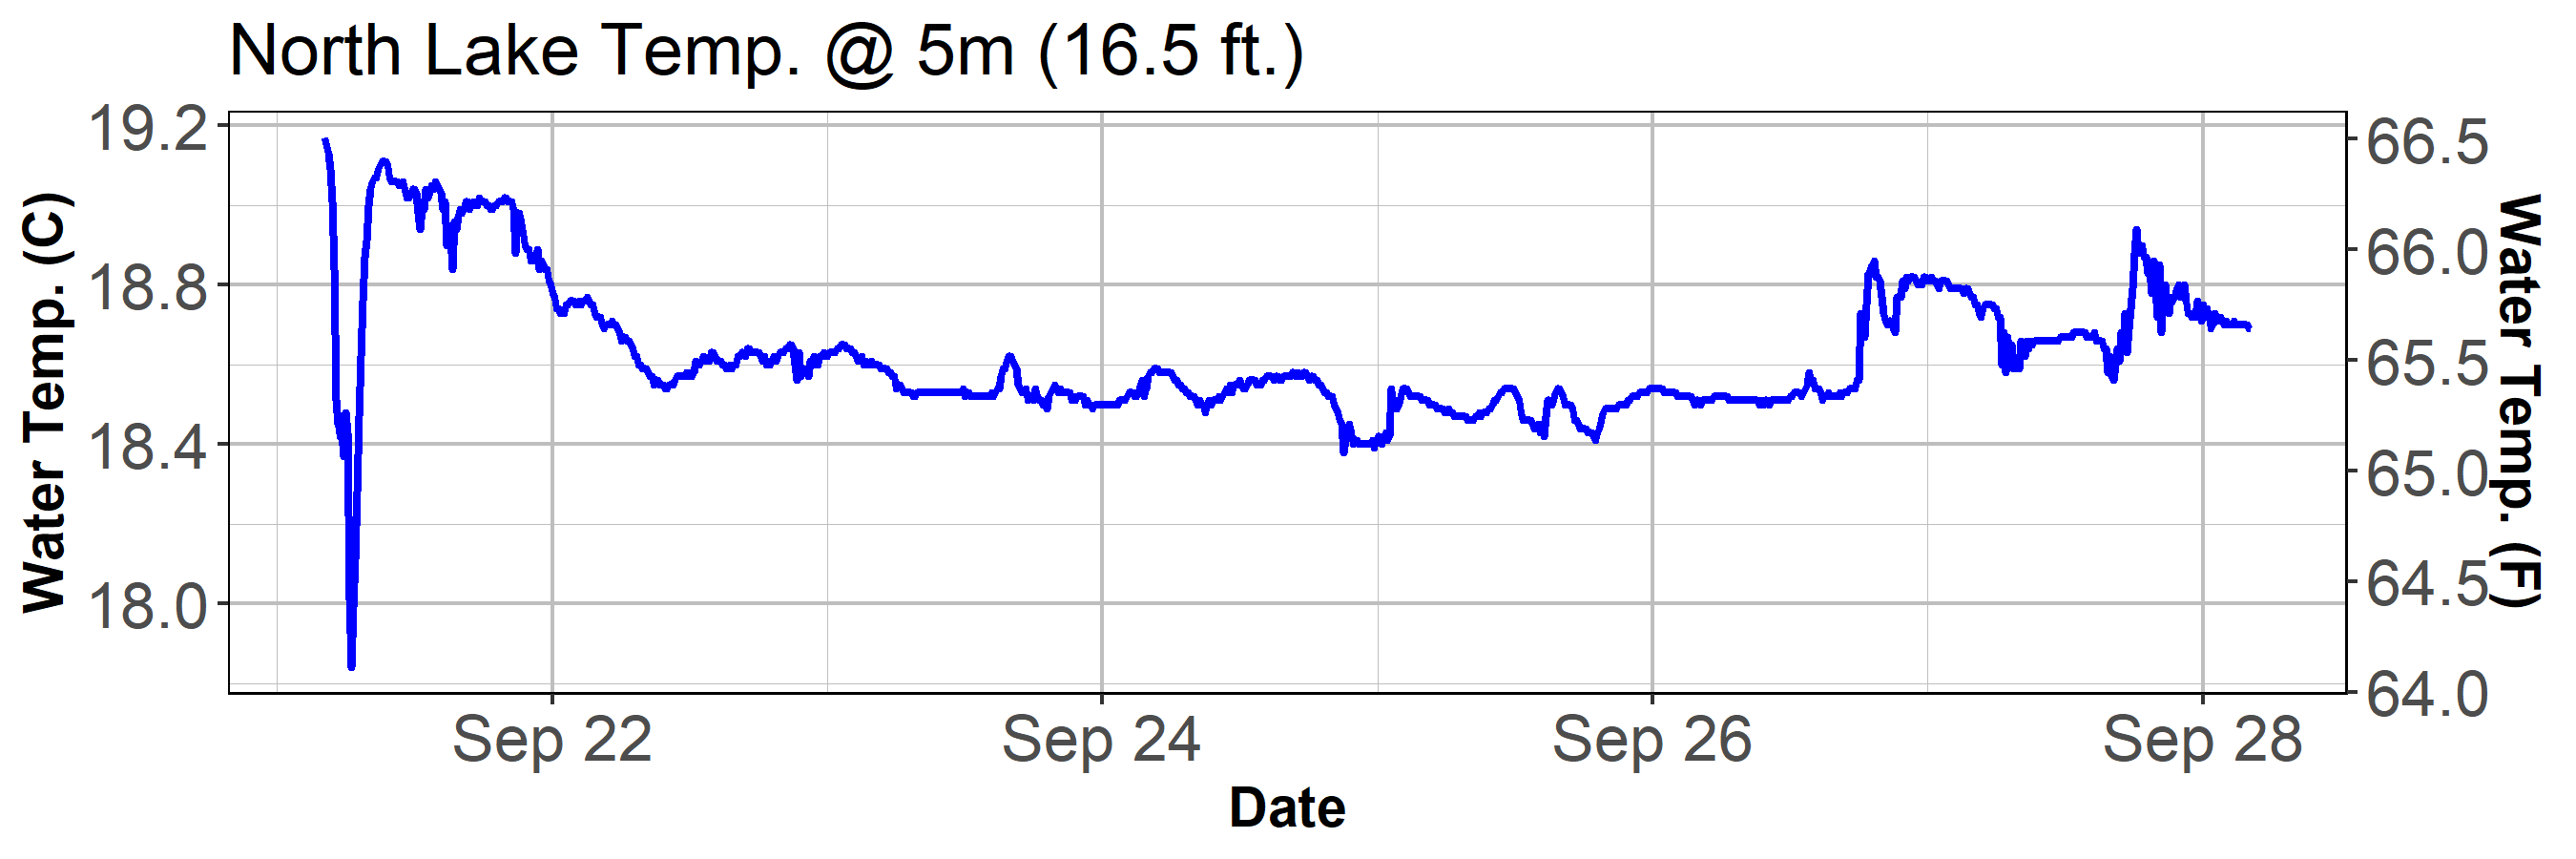 North Lake Temp. @ 5m (16.5 ft.)
Water Temp. (C)
19.2
18.8
18.4
18.0
66.5
66.0
65.5
65.0
64.5
64.0
Water Temp. (F)
Sep 22
Sep 24
Sep 26
Sep 28
Date